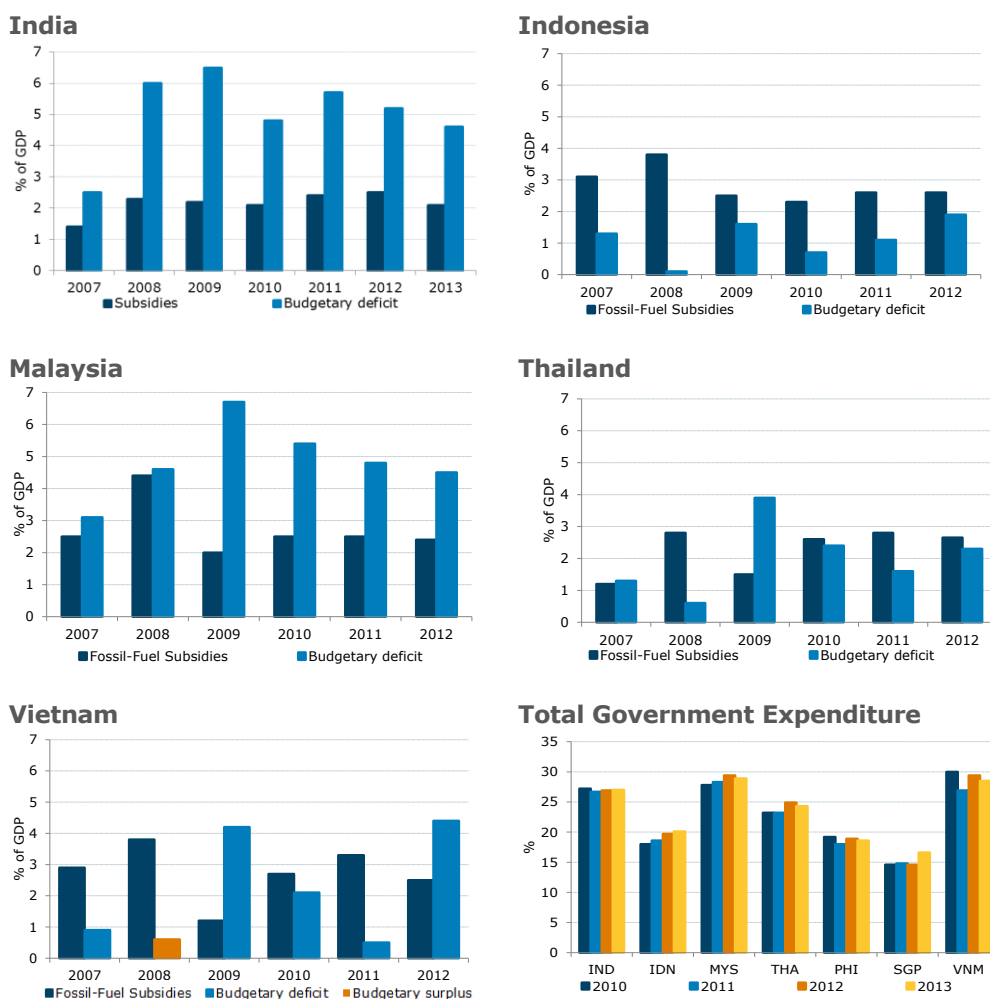 India
7
6
5
4
3
2
1
0
% of GDP
2007 2008 2009 2010 2011 2012 2013
Subsidies Budgetary deficit
Indonesia
7
6
5
4
3
2
1
0
% of GDP
2007 2008 2009 2010 2011 2012
Fossil-Fuel Subsidies Budgetary deficit
Malaysia
7
6
5
4
3
2
1
0
% of GDP
2007 2008 2009 2010 2011 2012
Fossil-Fuel Subsidies Budgetary deficit
Thailand
7
6
5
4
3
2
1
0
% of GDP
2007 2008 2009 2010 2011 2012
Fossil-Fuel Subsidies Budgetary deficit
Vietnam
7
6
5
4
3
2
1
0
% of GDP
2007 2008 2009 2010 2011 2012
Fossil-Fuel Subsidies Budgetary deficit Budgetary surplus
Total Government Expenditure
35
30
25
20
15
10
5
0
%
IND IDN MYS THA PHI SGP VNM
2010 2011 2012 2013